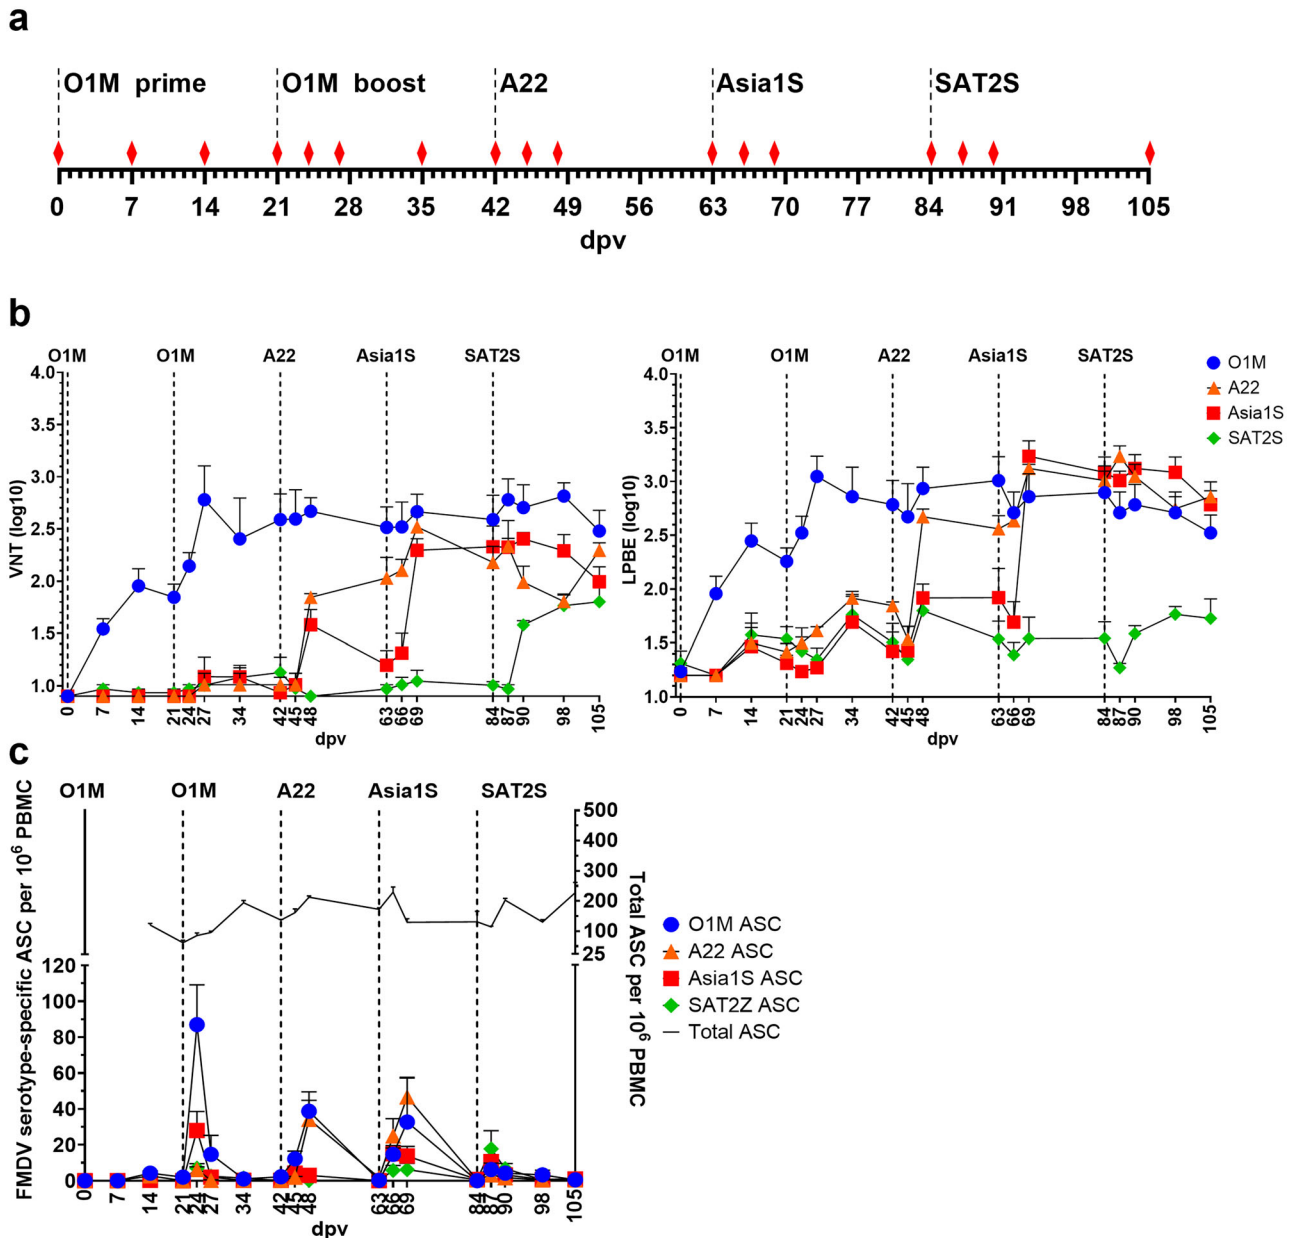 a
O1M prime O1M boost A22 Asia1S SAT2S
0 7 14 21 28 35 42 49 56 63 70 77 84 91 98 105
dpv
b
O1M O1M A22 Asia1S SAT2S
4.0
3.5
3.0
2.5
2.0
1.5
1.0
VNT (log10)
0 7 14 21 24 27 34 42 45 48 63 66 69 84 87 90 98 105
dpv
O1M O1M A22 Asia1S SAT2S
4.0
3.5
3.0
2.5
2.0
1.5
1.0
LPBE (log10)
0 7 14 21 24 27 34 42 45 48 63 66 69 84 87 90 98 105
dpv
O1M
A22
Asia1S
SAT2S
c
O1M O1M A22 Asia1S SAT2S
FMDV serotype-specific ASC per 10⁶ PBMC
120
100
80
60
40
20
0
500
400
300
200
100
25
Total ASC per 10⁶ PBMC
0 7 14 21 24 27 34 42 45 48 63 66 69 84 87 90 98 105
dpv
O1M ASC
A22 ASC
Asia1S ASC
SAT2Z ASC
Total ASC